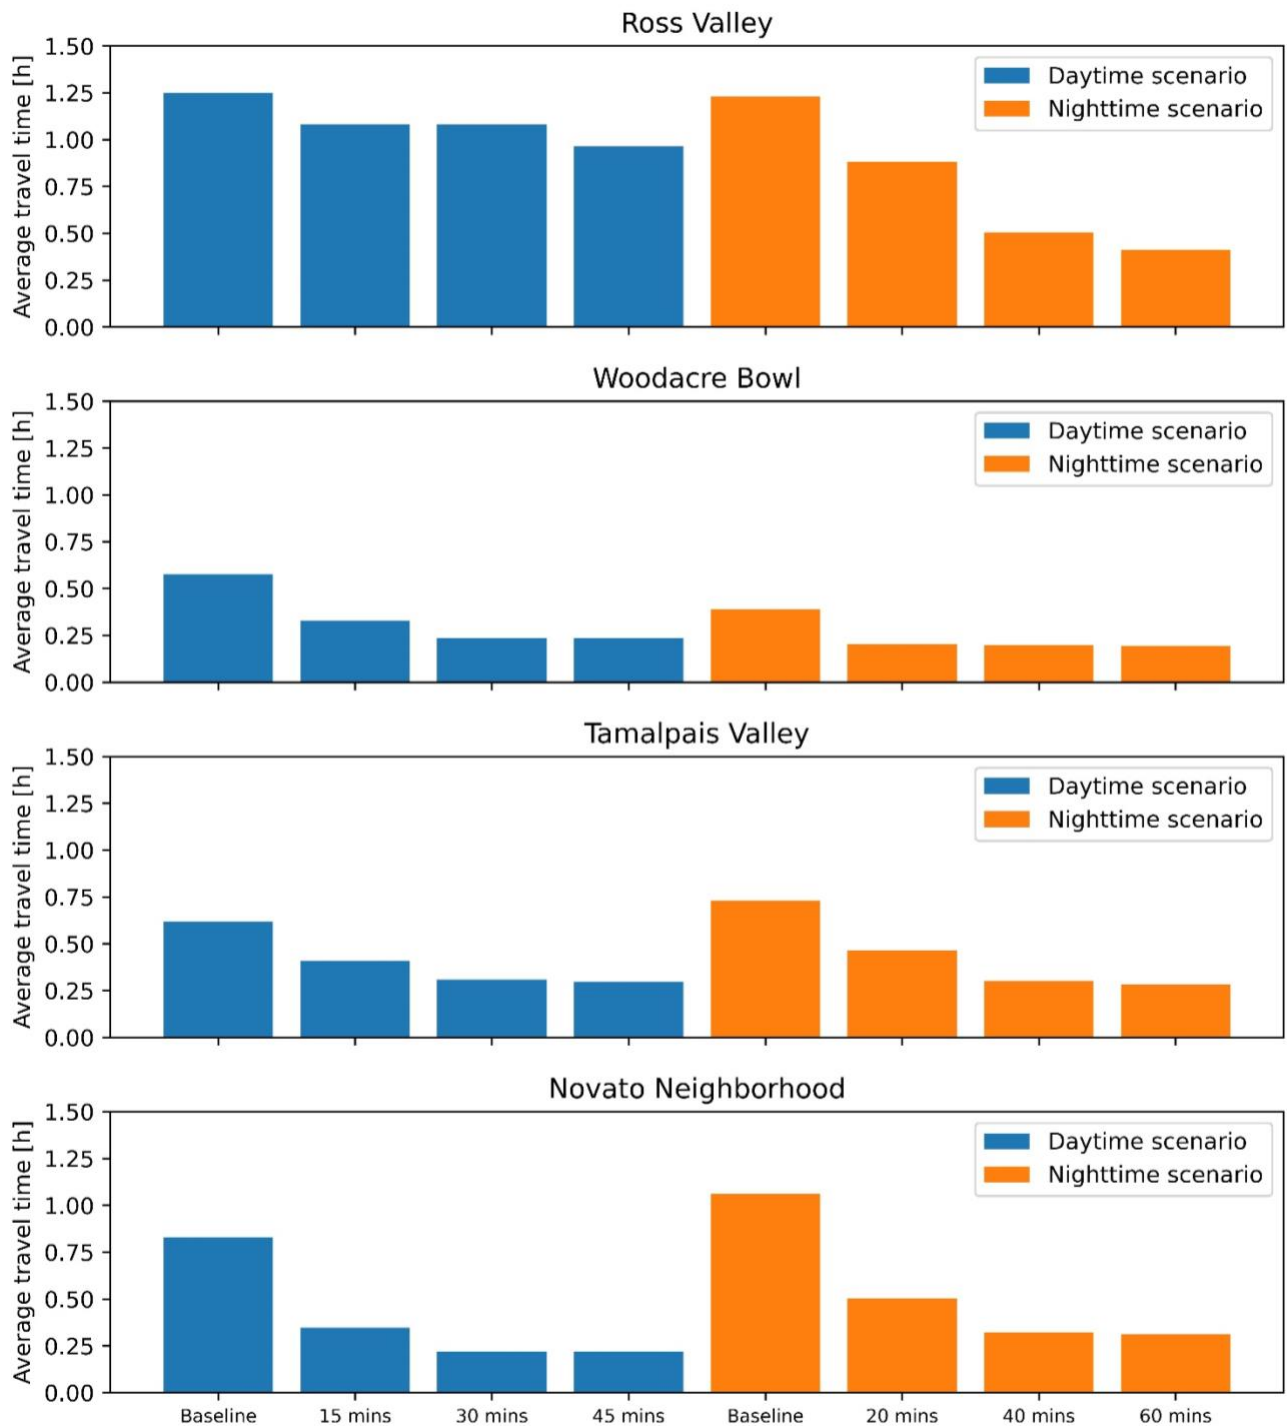 Ross Valley
Average travel time [h]
1.50
1.25
1.00
0.75
0.50
0.25
0.00
Daytime scenario
Nighttime scenario
Woodacre Bowl
Average travel time [h]
1.50
1.25
1.00
0.75
0.50
0.25
0.00
Daytime scenario
Nighttime scenario
Tamalpais Valley
Average travel time [h]
1.50
1.25
1.00
0.75
0.50
0.25
0.00
Daytime scenario
Nighttime scenario
Novato Neighborhood
Average travel time [h]
1.50
1.25
1.00
0.75
0.50
0.25
0.00
Daytime scenario
Nighttime scenario
Baseline 15 mins 30 mins 45 mins Baseline 20 mins 40 mins 60 mins